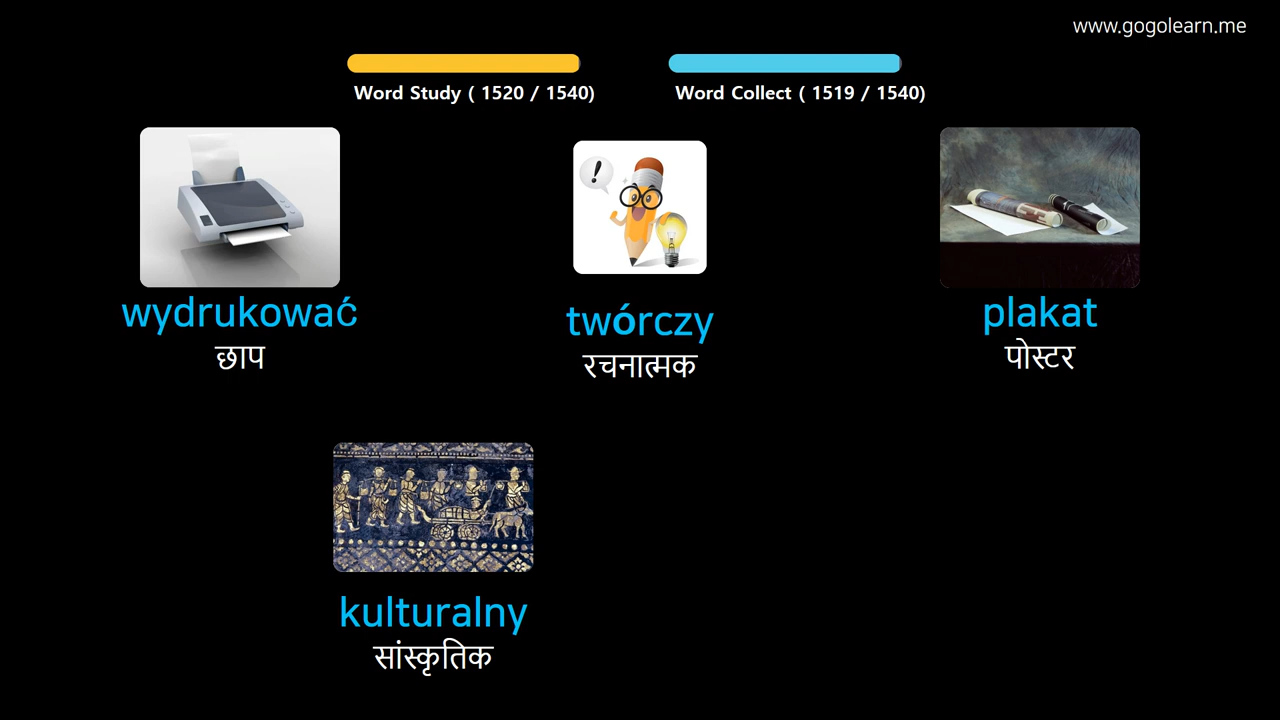 www.gogolearn.me
Word Study ( 1520 / 1540)
Word Collect ( 1519 / 1540)
wydrukować
छाप
twórczy
रचनात्मक
plakat
पोस्टर
kulturalny
सांस्कृतिक